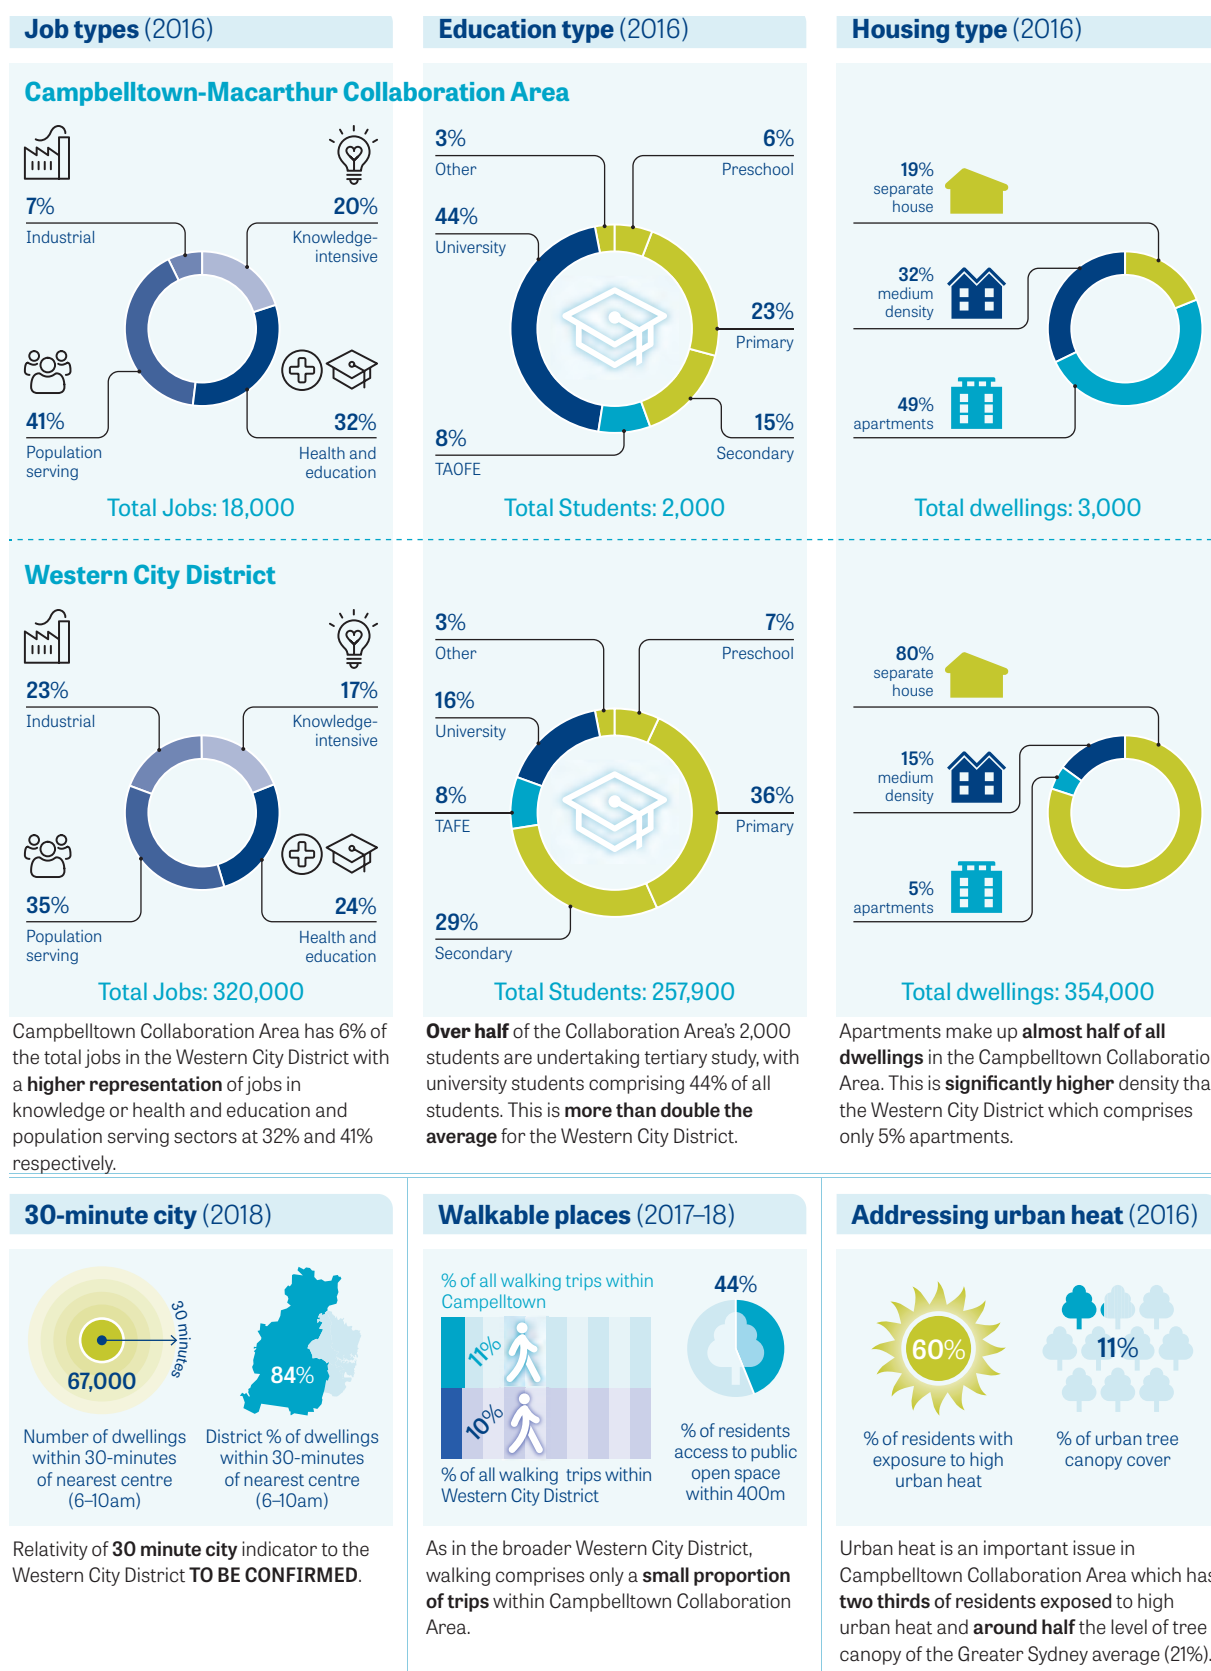 Job types (2016)
Education type (2016)
Housing type (2016)
Campbelltown-Macarthur Collaboration Area
7%
Industrial
20%
Knowledge-
intensive
41%
Population
serving
32%
Health and
education
Total Jobs: 18,000
3%
Other
6%
Preschool
44%
University
23%
Primary
8%
TAOFE
15%
Secondary
Total Students: 2,000
19%
separate
house
32%
medium
density
49%
apartments
Total dwellings: 3,000
Western City District
23%
Industrial
17%
Knowledge-
intensive
35%
Population
serving
24%
Health and
education
Total Jobs: 320,000
3%
Other
7%
Preschool
16%
University
8%
TAFE
36%
Primary
29%
Secondary
Total Students: 257,900
80%
separate
house
15%
medium
density
5%
apartments
Total dwellings: 354,000
Campbelltown Collaboration Area has 6% of
the total jobs in the Western City District with
a higher representation of jobs in
knowledge or health and education and
population serving sectors at 32% and 41%
respectively.
Over half of the Collaboration Area's 2,000
students are undertaking tertiary study, with
university students comprising 44% of all
students. This is more than double the
average for the Western City District.
Apartments make up almost half of all
dwellings in the Campbelltown Collaboratio
Area. This is significantly higher density tha
the Western City District which comprises
only 5% apartments.
30-minute city (2018)
30 minutes
67,000
84%
Number of dwellings
within 30-minutes
of nearest centre
(6–10am)
District % of dwellings
within 30-minutes
of nearest centre
(6–10am)
Relativity of 30 minute city indicator to the
Western City District TO BE CONFIRMED.
Walkable places (2017–18)
% of all walking trips within
Campelltown
11%
10%
% of all walking trips within
Western City District
44%
% of residents
access to public
open space
within 400m
As in the broader Western City District,
walking comprises only a small proportion
of trips within Campbelltown Collaboration
Area.
Addressing urban heat (2016)
60%
11%
% of residents with
exposure to high
urban heat
% of urban tree
canopy cover
Urban heat is an important issue in
Campbelltown Collaboration Area which has
two thirds of residents exposed to high
urban heat and around half the level of tree
canopy of the Greater Sydney average (21%).